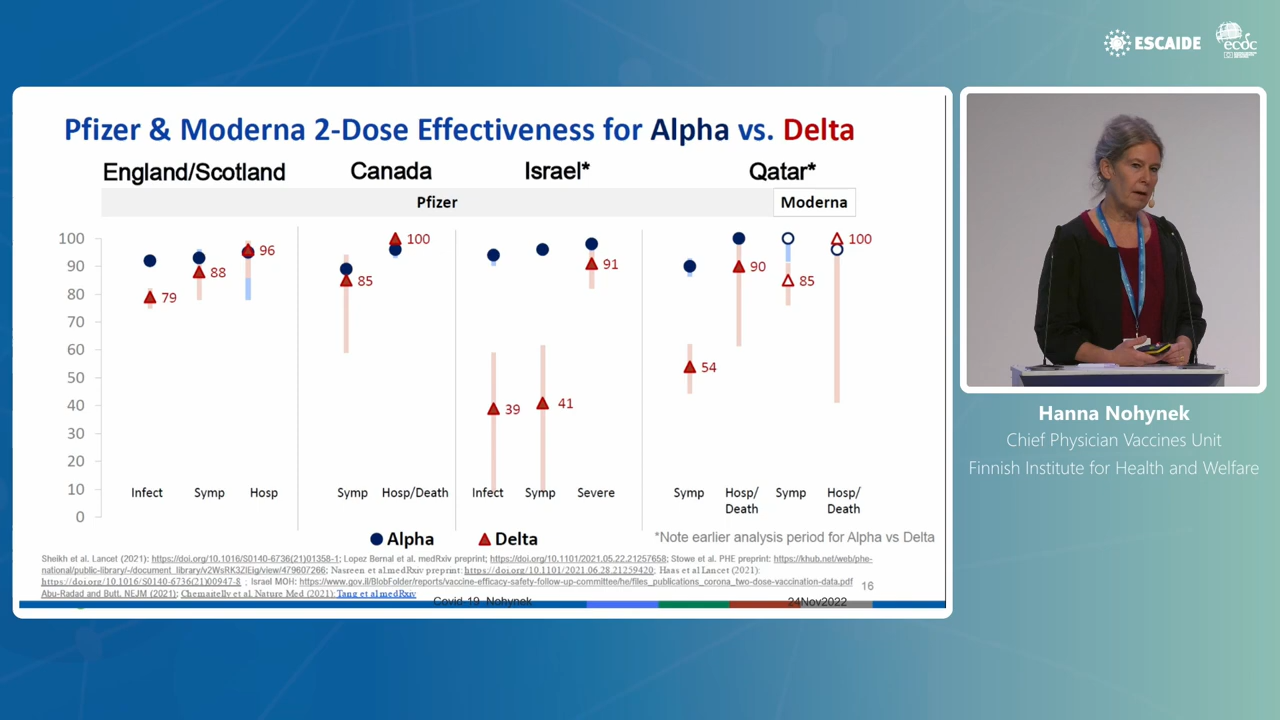 ESCAIDE
ecdc
Pfizer & Moderna 2-Dose Effectiveness for Alpha vs. Delta
England/Scotland
Canada
Israel*
Qatar*
Pfizer
Moderna
100
90
80
70
60
50
40
30
20
10
0
79
88
96
85
100
39
41
91
54
90
85
100
Infect
Symp
Hosp
Symp
Hosp/Death
Infect
Symp
Severe
Symp
Hosp/
Death
Symp
Hosp/
Death
Alpha
Delta
*Note earlier analysis period for Alpha vs Delta
Sheikh et al. Lancet (2021): https://doi.org/10.1016/S0140-6736(21)01358-1; Lopez Bernal et al. medRxiv preprint; https://doi.org/10.1101/2021.05.22.21257658; Stowe et al. PHE preprint: https://khub.net/web/phe-
national/public-library/-/document_library/v2WsRK3ZlEig/view/479607266; Nasreen et al medRxiv preprint: https://doi.org/10.1101/2021.06.28.21259420; Haas et al Lancet (2021):
https://doi.org/10.1016/S0140-6736(21)00947-8 ; Israel MOH: https://www.gov.il/BlobFolder/reports/vaccine-efficacy-safety-follow-up-committee/he/files_publications_corona_two-dose-vaccination-data.pdf
Abu-Radad and Butt, NEJM (2021); Chemaitelly et al. Nature Med (2021); Tang et al medRxiv
16
Covid-19 Nohynek
24Nov2022
Hanna Nohynek
Chief Physician Vaccines Unit
Finnish Institute for Health and Welfare